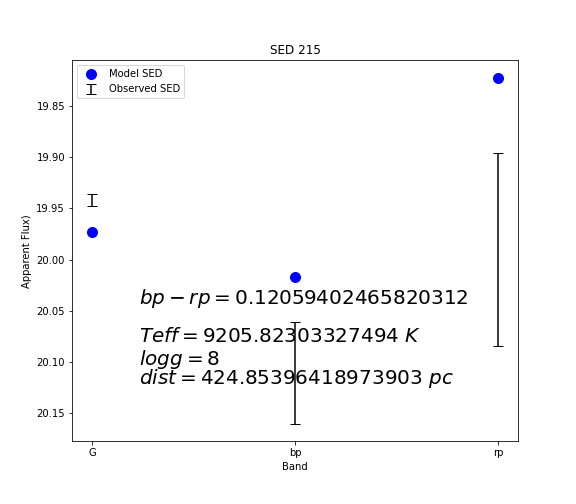 SED 215
Model SED
Observed SED
19.85
19.90
19.95
20.00
20.05
20.10
20.15
Apparent Flux)
bp − rp = 0.12059402465820312
Teff = 9205.82303327494 K
logg = 8
dist = 424.85396418973903 pc
G
bp
rp
Band